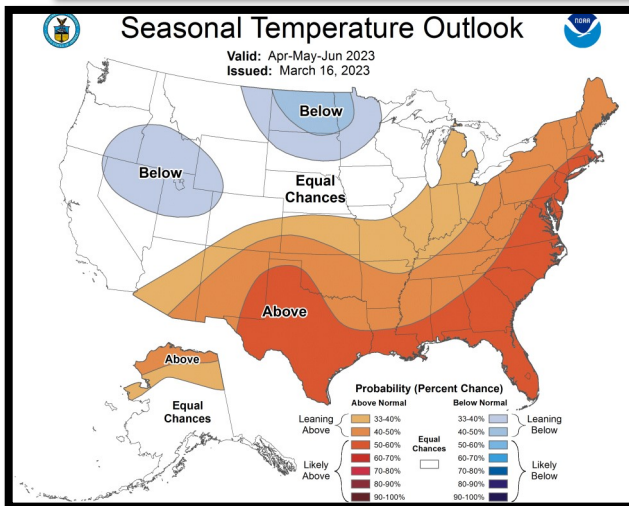 Seasonal Temperature Outlook
NOAA
Valid: Apr-May-Jun 2023
Issued: March 16, 2023
Below
Below
Equal
Chances
Above
Above
Equal
Chances
Probability (Percent Chance)
Above Normal
Below Normal
Leaning
Above
33-40%
40-50%
Likely
Above
50-60%
60-70%
70-80%
80-90%
90-100%
Equal
Chances
33-40%
40-50%
Leaning
Below
50-60%
60-70%
70-80%
80-90%
90-100%
Likely
Below